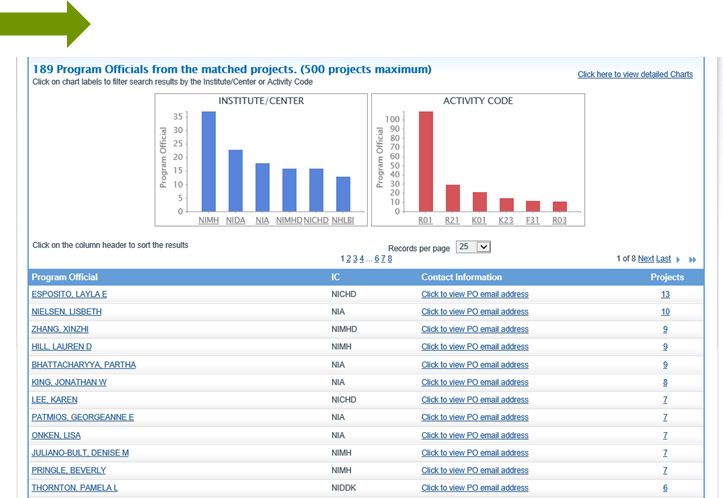 189 Program Officials from the matched projects. (500 projects maximum)
Click on chart labels to filter search results by the Institute/Center or Activity Code
Click here to view detailed Charts
INSTITUTE/CENTER
Program Official
35
30
25
20
15
10
5
0
NIMH NIDA NIA NIMHD NICHD NHLBI
ACTIVITY CODE
Program Official
100
90
80
70
60
50
40
30
20
10
0
R01 R21 K01 K23 F31 R03
Click on the column header to sort the results
Records per page 25
1 2 3 4 ... 6 7 8
1 of 8 Next Last
Program Official IC Contact Information Projects
ESPOSITO, LAYLA E NICHD Click to view PO email address 13
NIELSEN, LISBETH NIA Click to view PO email address 10
ZHANG, XINZHI NIMHD Click to view PO email address 9
HILL, LAUREN D NIMH Click to view PO email address 9
BHATTACHARYYA, PARTHA NIA Click to view PO email address 9
KING, JONATHAN W NIA Click to view PO email address 8
LEE, KAREN NICHD Click to view PO email address 7
PATMIOS, GEORGEANNE E NIA Click to view PO email address 7
ONKEN, LISA NIA Click to view PO email address 7
JULIANO-BULT, DENISE M NIMH Click to view PO email address 7
PRINGLE, BEVERLY NIMH Click to view PO email address 7
THORNTON, PAMELA L NIDDK Click to view PO email address 6